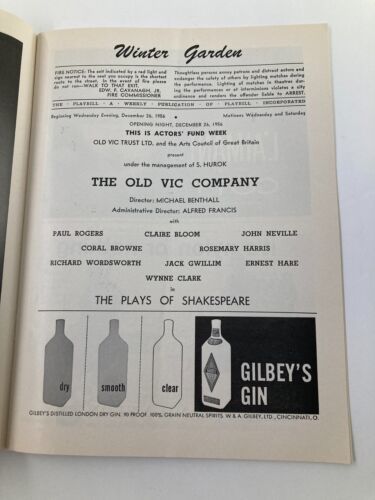 Winter Garden
FIRE NOTICE: The exit indicated by a red light and
sign nearest to the seat you occupy is the shortest
route to the street. In the event of fire please
do not run—WALK TO THAT EXIT.
EDW. F. CAVANAGH, JR.
FIRE COMMISSIONER
Thoughtless persons annoy patrons and distract actors and
endanger the safety of others by lighting matches during
the performance. Lighting of matches in theatres dur-
ing the performances or at intermissions violates a city
ordinance and renders the offender liable to ARREST.
THE · PLAYBILL · A · WEEKLY · PUBLICATION · OF · PLAYBILL · INCORPORATED
Beginning Wednesday Evening, December 26, 1956 • Matinees Wednesday and Saturday
OPENING NIGHT, DECEMBER 26, 1956
THIS IS ACTORS' FUND WEEK
OLD VIC TRUST LTD. and the Arts Council of Great Britain
present
under the management of S. HUROK
THE OLD VIC COMPANY
Director: MICHAEL BENTHALL
Administrative Director: ALFRED FRANCIS
with
PAUL ROGERS CLAIRE BLOOM JOHN NEVILLE
CORAL BROWNE ROSEMARY HARRIS
RICHARD WORDSWORTH JACK GWILLIM ERNEST HARE
WYNNE CLARK
in
THE PLAYS OF SHAKESPEARE
dry
smooth
clear
GILBEY'S
GIN
GILBEY'S DISTILLED LONDON DRY GIN. 90 PROOF. 100% GRAIN NEUTRAL SPIRITS. W. & A. GILBEY, LTD., CINCINNATI, O.